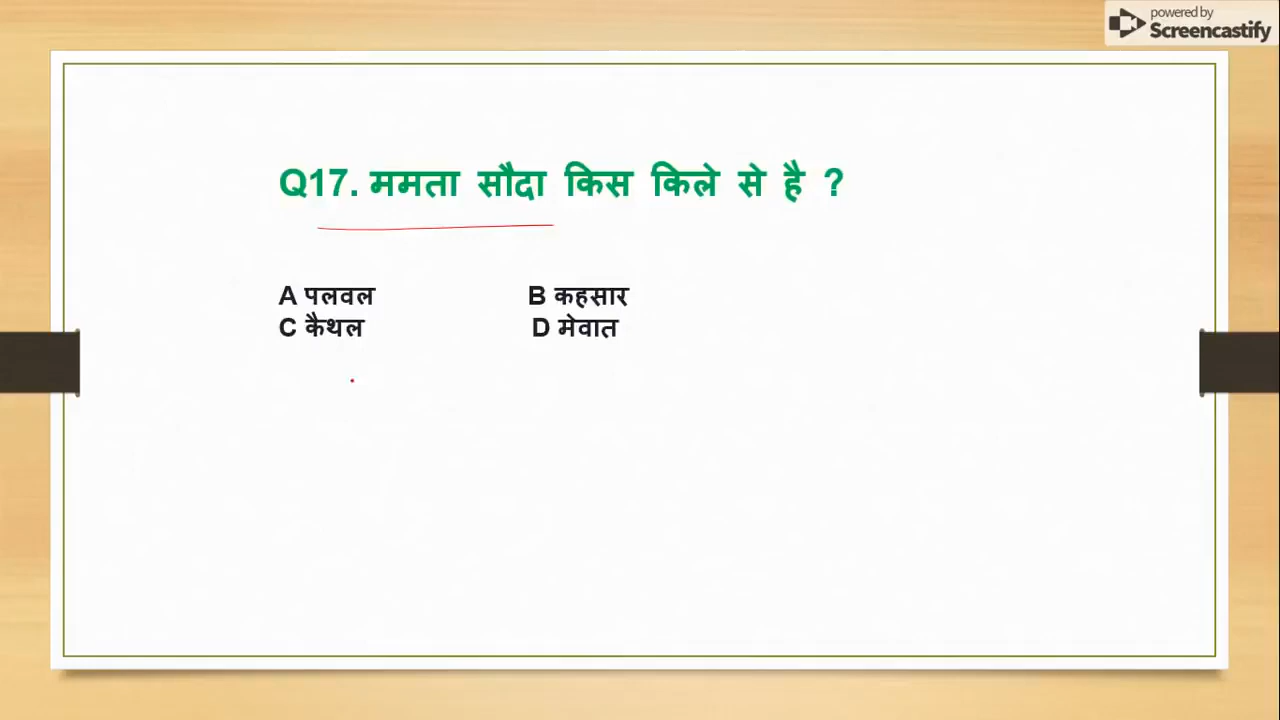 powered by
Screencastify
Q17. ममता सौदा किस किले से है ?
A पलवल B कहसार
C कैथल D मेवात